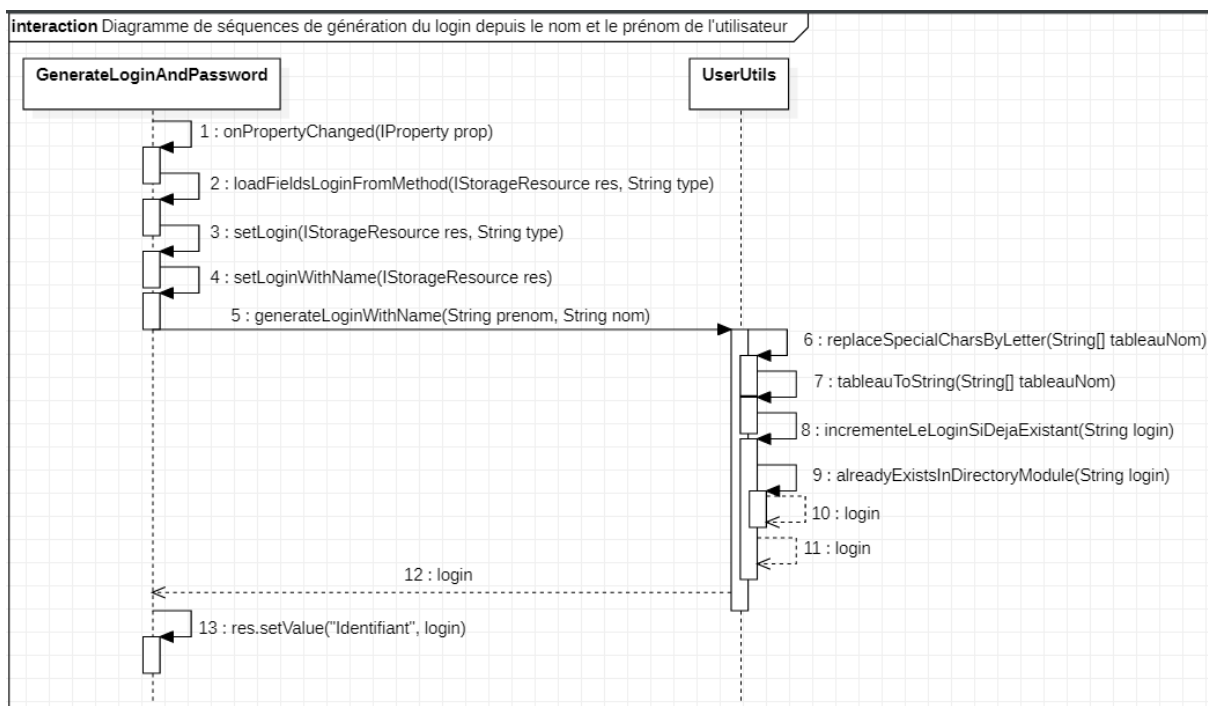 interaction Diagramme de séquences de génération du login depuis le nom et le prénom de l'utilisateur
GenerateLoginAndPassword
UserUtils
1 : onPropertyChanged(IProperty prop)
2 : loadFieldsLoginFromMethod(IStorageResource res, String type)
3 : setLogin(IStorageResource res, String type)
4 : setLoginWithName(IStorageResource res)
5 : generateLoginWithName(String prenom, String nom)
6 : replaceSpecialCharsByLetter(String[] tableauNom)
7 : tableauToString(String[] tableauNom)
8 : incrementeLeLoginSiDejaExistant(String login)
9 : alreadyExistsInDirectoryModule(String login)
10 : login
11 : login
12 : login
13 : res.setValue("Identifiant", login)